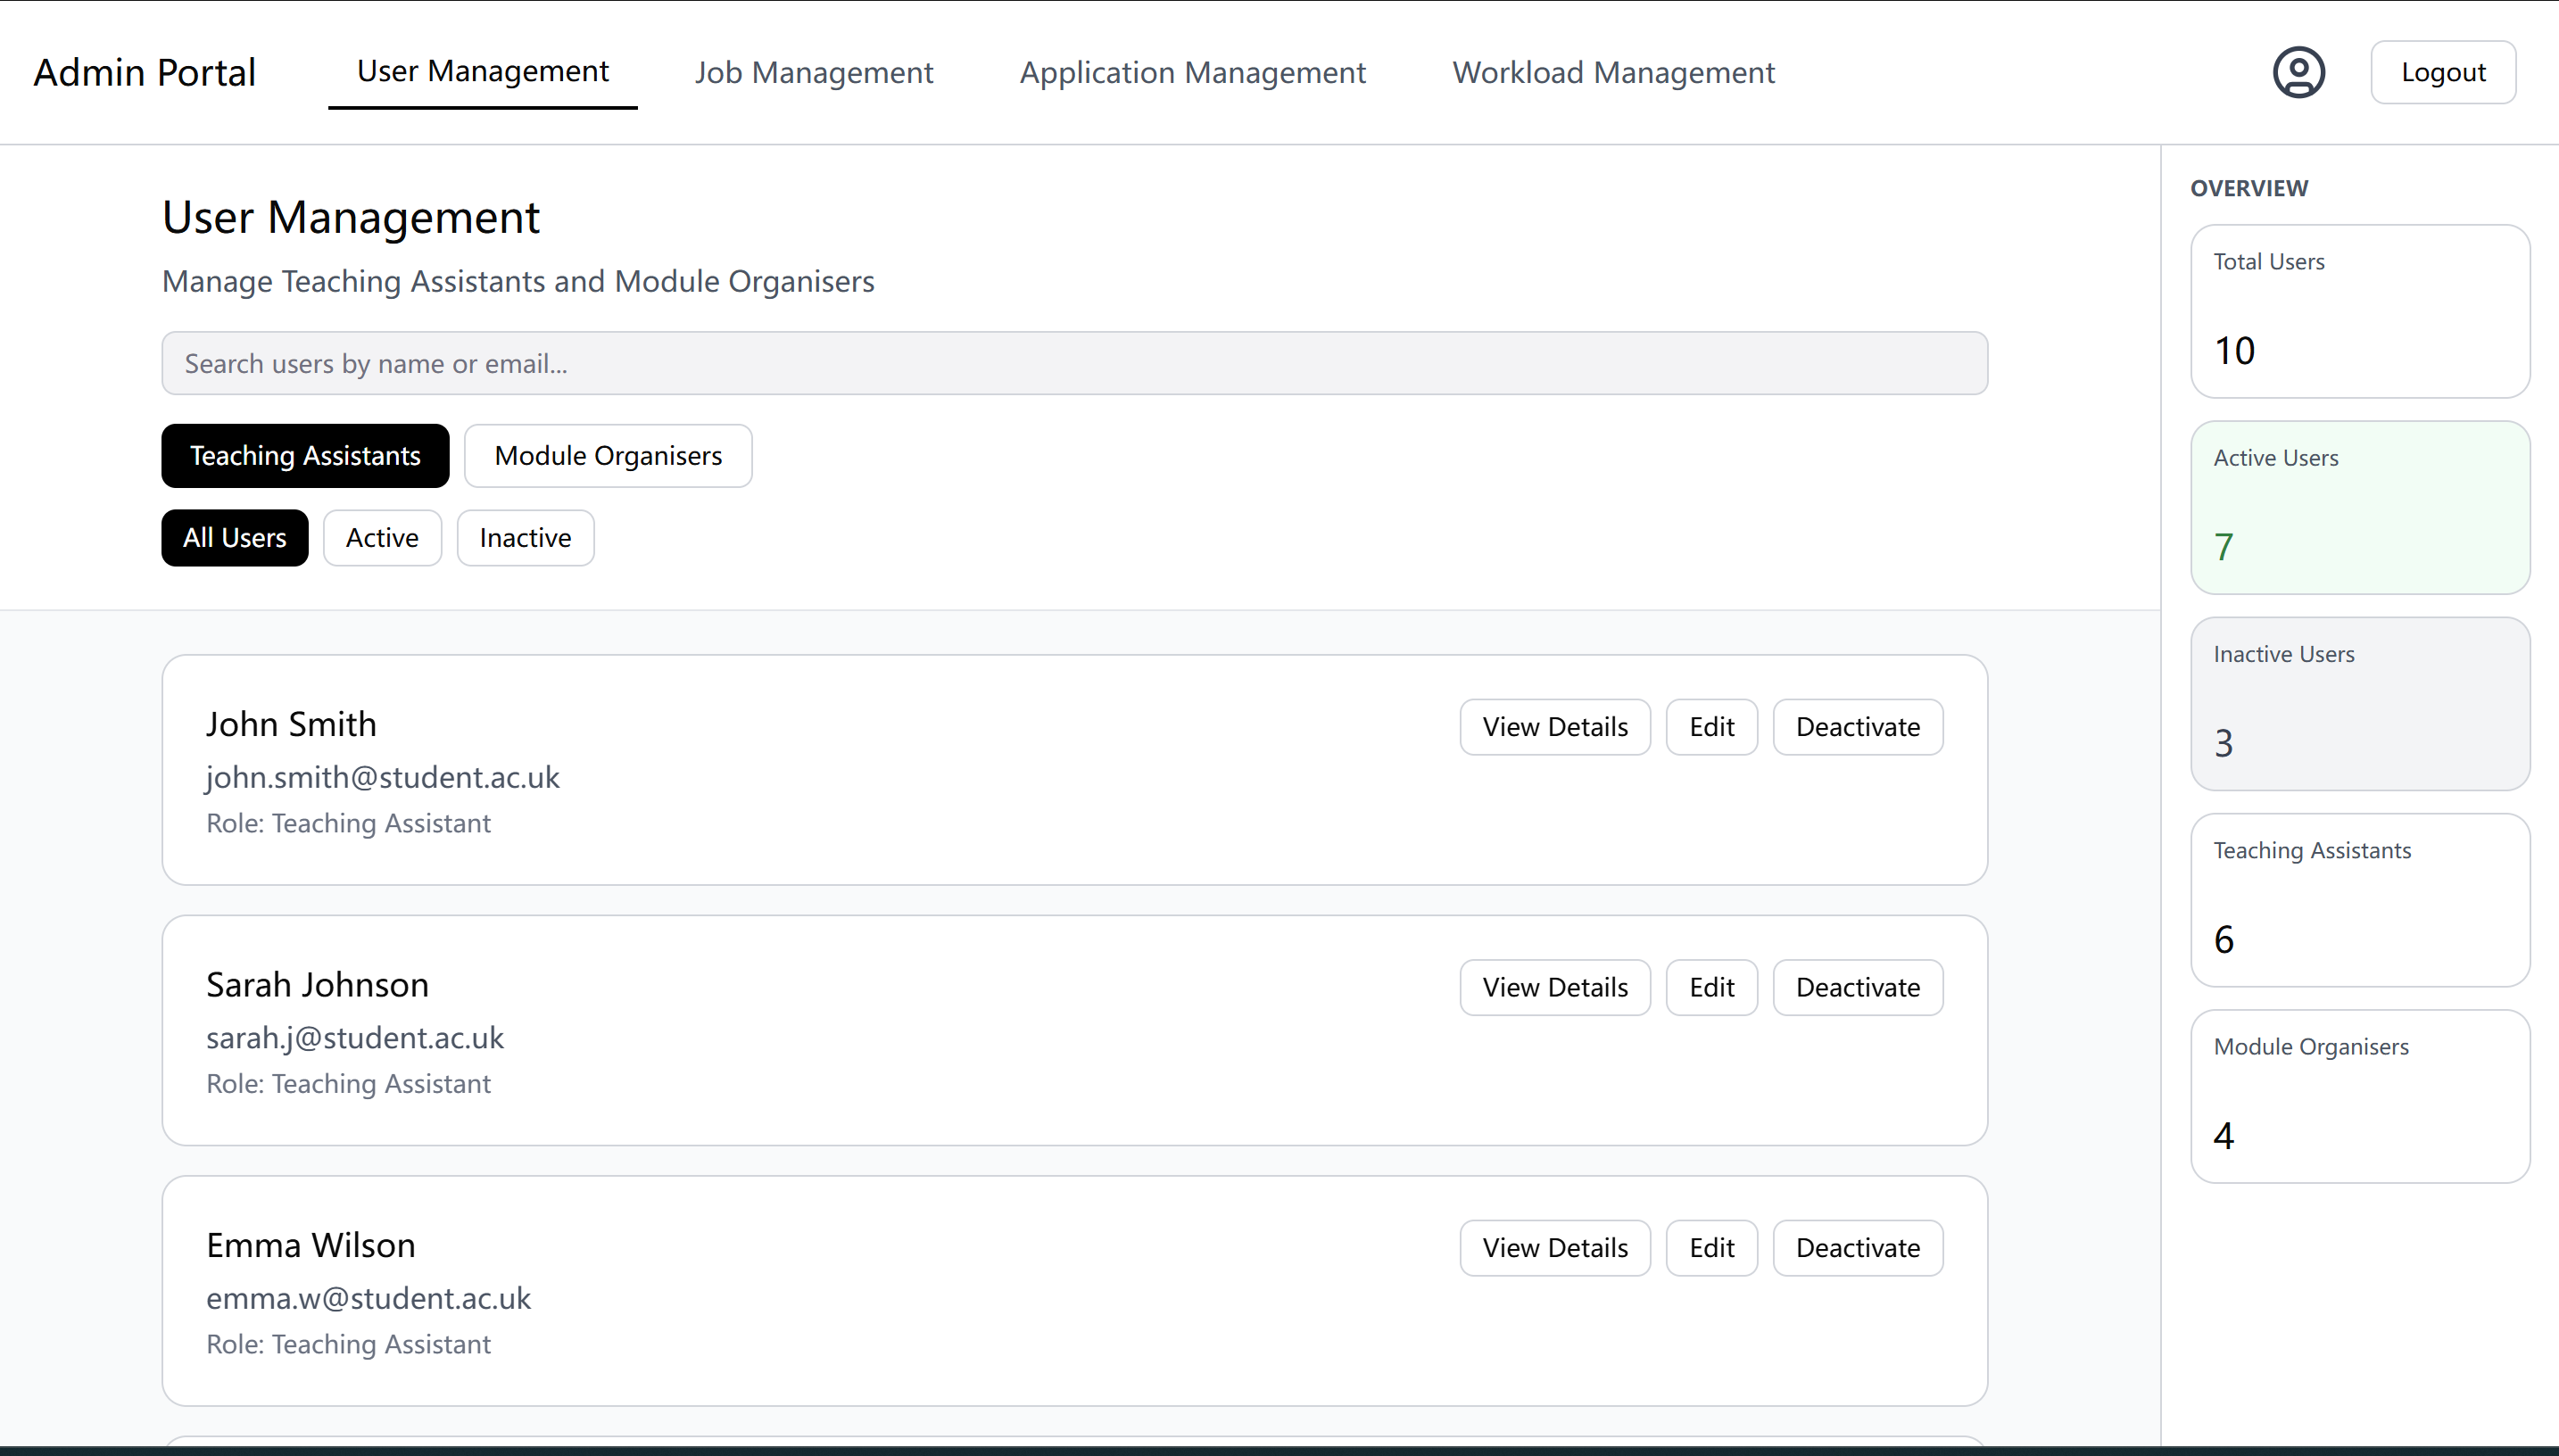 Admin Portal User Management Job Management Application Management Workload Management Logout
User Management
Manage Teaching Assistants and Module Organisers
Search users by name or email...
Teaching Assistants Module Organisers
All Users Active Inactive
John Smith
john.smith@student.ac.uk
Role: Teaching Assistant
View Details Edit Deactivate
Sarah Johnson
sarah.j@student.ac.uk
Role: Teaching Assistant
View Details Edit Deactivate
Emma Wilson
emma.w@student.ac.uk
Role: Teaching Assistant
View Details Edit Deactivate
OVERVIEW
Total Users
10
Active Users
7
Inactive Users
3
Teaching Assistants
6
Module Organisers
4